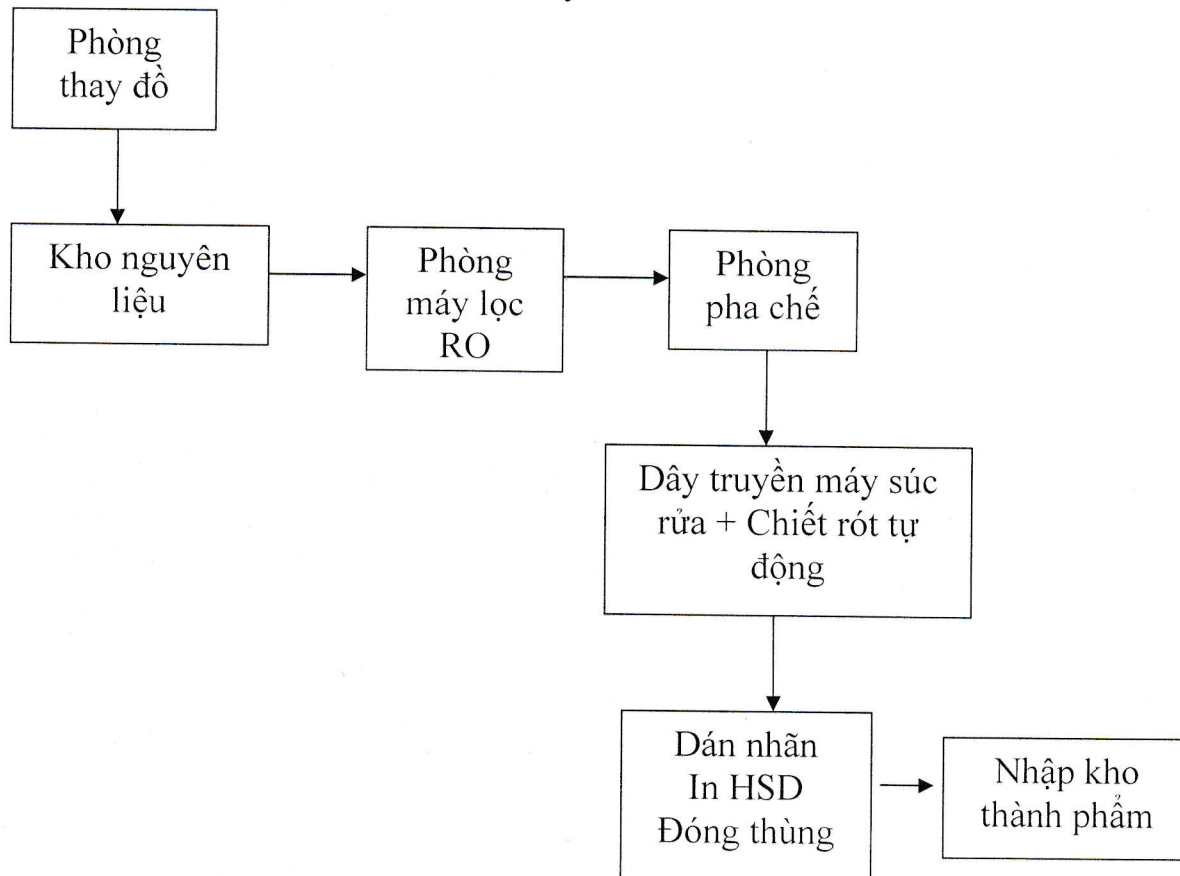 Phòng
thay đồ
Kho nguyên
liệu
Phòng
máy lọc
RO
Phòng
pha chế
Dây truyền máy súc
rửa + Chiết rót tự
động
Dán nhãn
In HSD
Đóng thùng
Nhập kho
thành phẩm